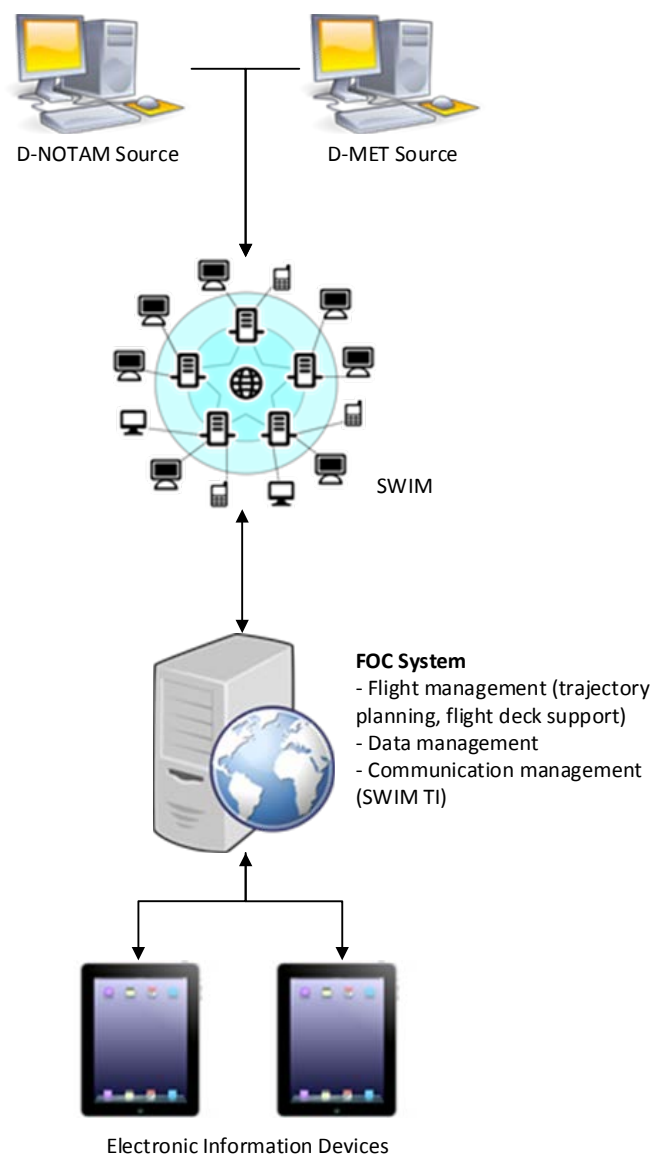 D-NOTAM Source
D-MET Source
SWIM
FOC System
- Flight management (trajectory
planning, flight deck support)
- Data management
- Communication management
(SWIM TI)
Electronic Information Devices